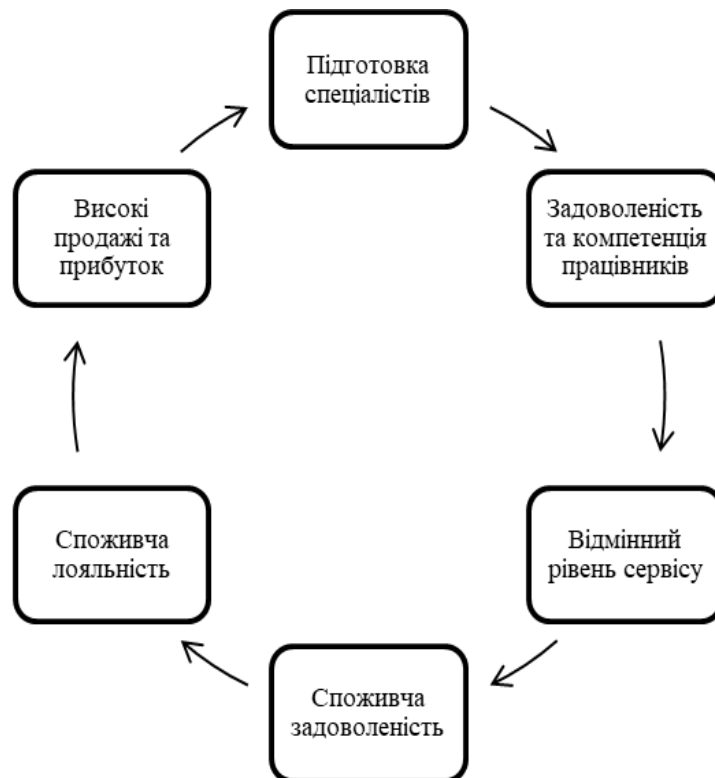 Підготовка
спеціалістів
Задоволеність
та компетенція
працівників
Відмінний
рівень сервісу
Споживча
задоволеність
Споживча
лояльність
Високі
продажі та
прибуток